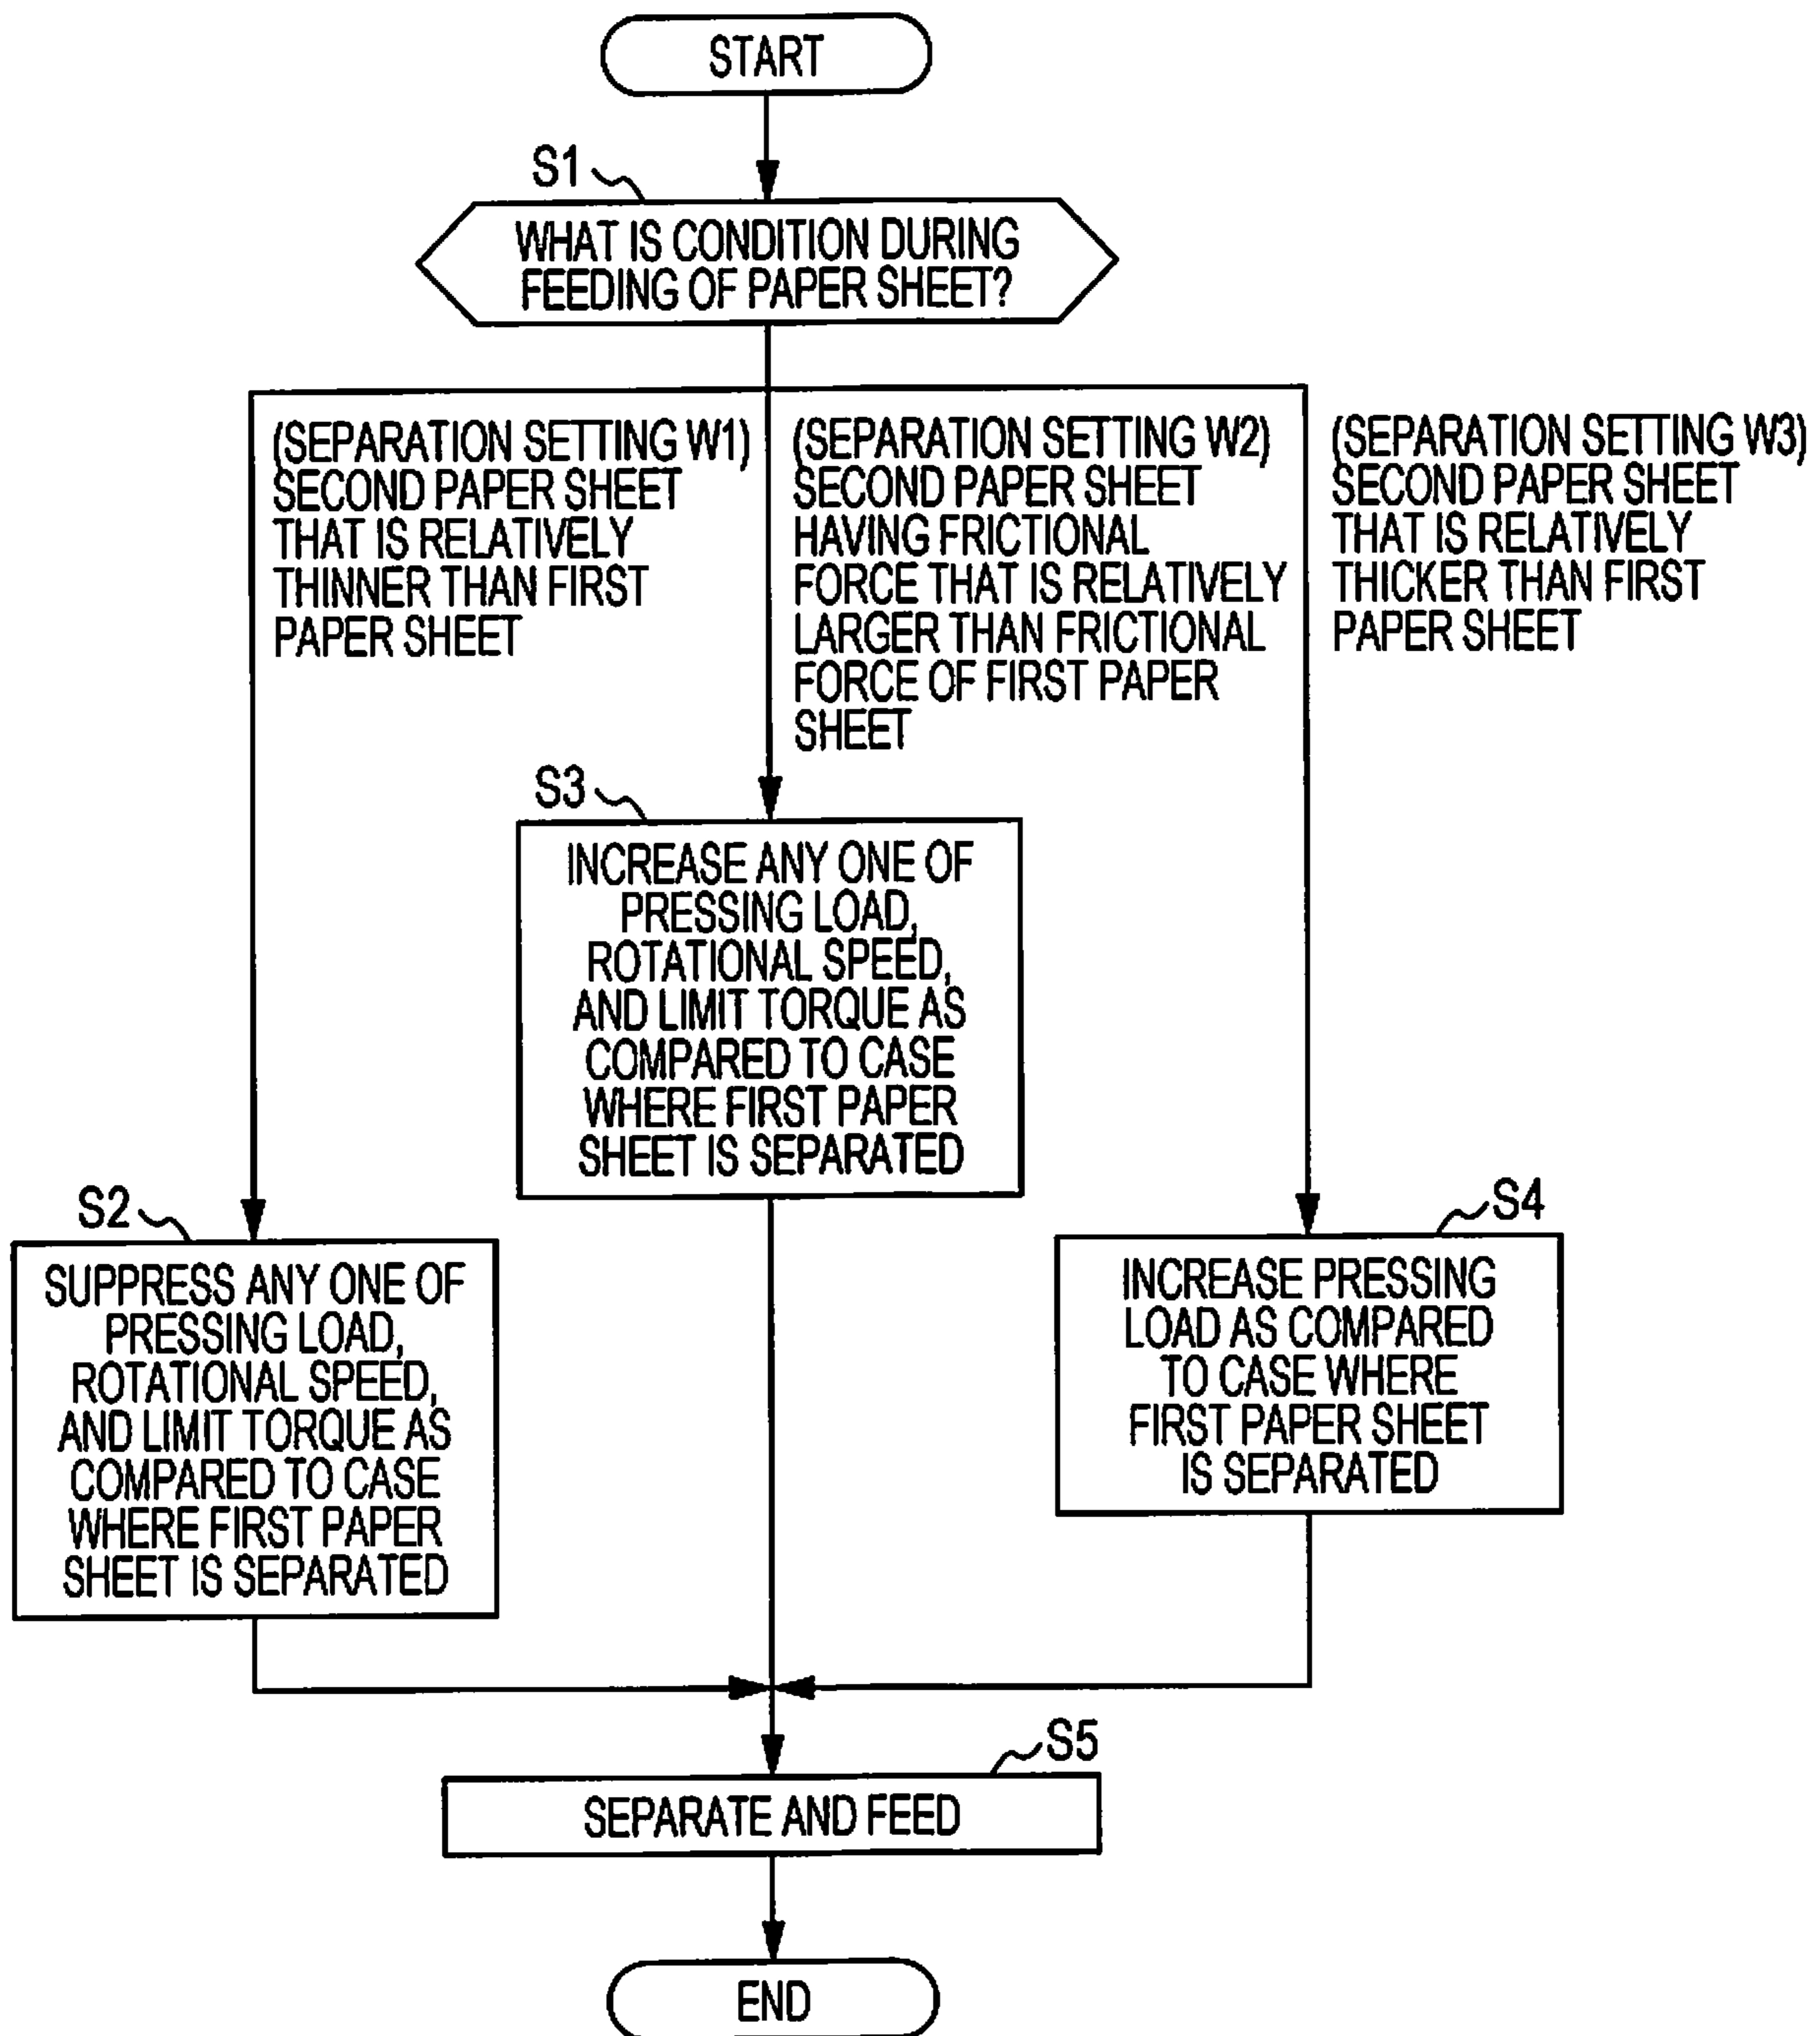 START
S1
WHAT IS CONDITION DURING
FEEDING OF PAPER SHEET?
(SEPARATION SETTING W1)
SECOND PAPER SHEET
THAT IS RELATIVELY
THINNER THAN FIRST
PAPER SHEET
(SEPARATION SETTING W2)
SECOND PAPER SHEET
HAVING FRICTIONAL
FORCE THAT IS RELATIVELY
LARGER THAN FRICTIONAL
FORCE OF FIRST PAPER
SHEET
(SEPARATION SETTING W3)
SECOND PAPER SHEET
THAT IS RELATIVELY
THICKER THAN FIRST
PAPER SHEET
S3
INCREASE ANY ONE OF
PRESSING LOAD,
ROTATIONAL SPEED,
AND LIMIT TORQUE AS
COMPARED TO CASE
WHERE FIRST PAPER
SHEET IS SEPARATED
S2
SUPPRESS ANY ONE OF
PRESSING LOAD,
ROTATIONAL SPEED,
AND LIMIT TORQUE AS
COMPARED TO CASE
WHERE FIRST PAPER
SHEET IS SEPARATED
S4
INCREASE PRESSING
LOAD AS COMPARED
TO CASE WHERE
FIRST PAPER SHEET
IS SEPARATED
S5
SEPARATE AND FEED
END